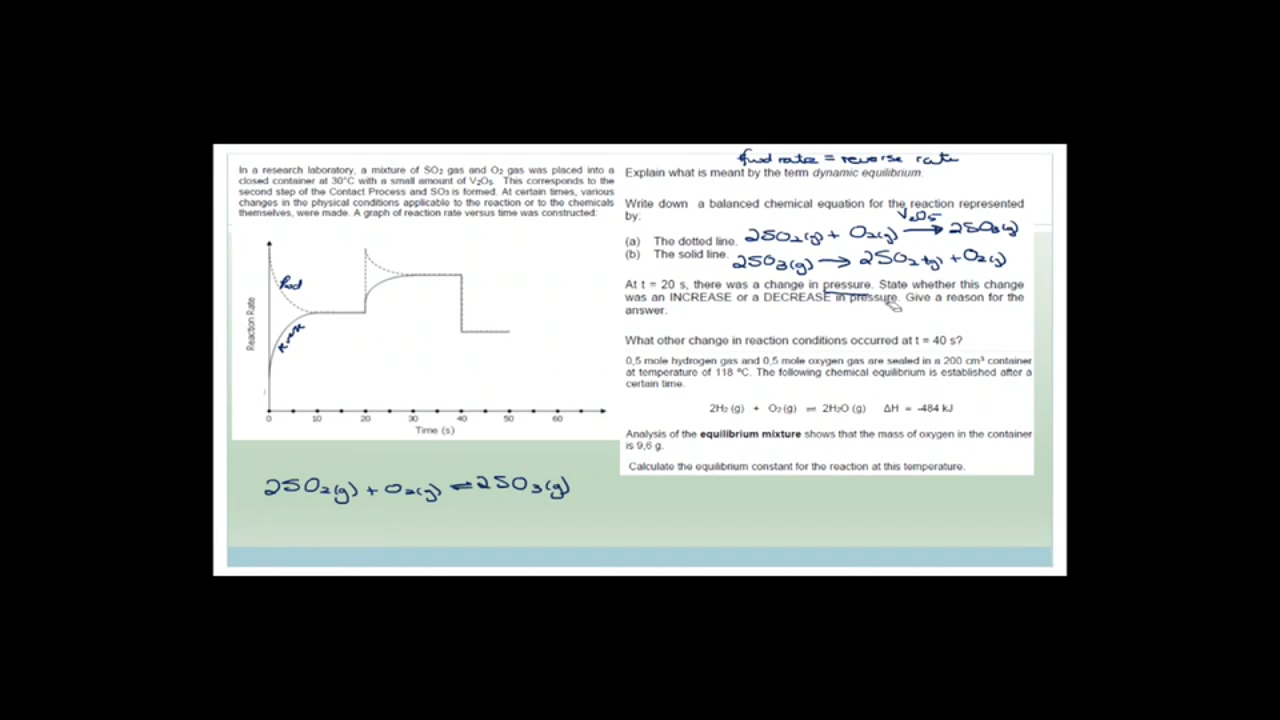 In a research laboratory, a mixture of SO₂ gas and O₂ gas was placed into a
closed container at 30°C with a small amount of V₂O₅. This corresponds to the
second step of the Contact Process and SO₃ is formed. At certain times, various
changes in the physical conditions applicable to the reaction or to the chemicals
themselves, were made. A graph of reaction rate versus time was constructed:
Reaction Rate
fwd
reverse
0 10 20 30 40 50 60
Time (s)
2SO₂(g) + O₂(g) ⇌ 2SO₃(g)
fwd rate = reverse rate
Explain what is meant by the term dynamic equilibrium.
Write down a balanced chemical equation for the reaction represented
by:
V₂O₅
(a) The dotted line. 2SO₂(g) + O₂(g) → 2SO₃(g)
(b) The solid line. 2SO₃(g) → 2SO₂(g) + O₂(g)
At t = 20 s, there was a change in pressure. State whether this change
was an INCREASE or a DECREASE in pressure. Give a reason for the
answer.
What other change in reaction conditions occurred at t = 40 s?
0,5 mole hydrogen gas and 0,5 mole oxygen gas are sealed in a 200 cm³ container
at temperature of 118 ºC. The following chemical equilibrium is established after a
certain time.
2H₂ (g) + O₂ (g) ⇌ 2H₂O (g) ΔH = -484 kJ
Analysis of the equilibrium mixture shows that the mass of oxygen in the container
is 9,6 g.
Calculate the equilibrium constant for the reaction at this temperature.